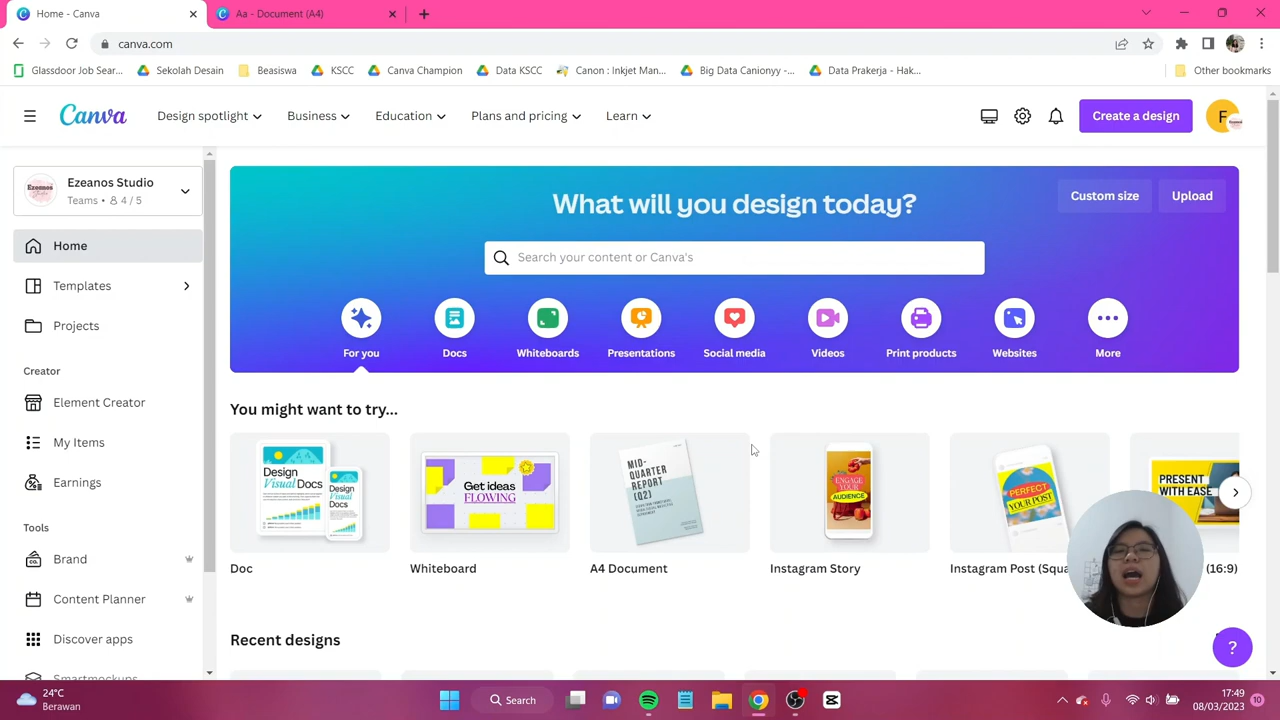 Home - Canva
Aa - Document (A4)
canva.com
Glassdoor Job Sear...
Sekolah Desain
Beasiswa
KSCC
Canva Champion
Data KSCC
Canon : Inkjet Man...
Big Data Canionyy -...
Data Prakerja - Hak...
Other bookmarks
Canva
Design spotlight
Business
Education
Plans and pricing
Learn
Create a design
F
Ezeanos Studio
Teams • 4 / 5
Home
Templates
Projects
Creator
Element Creator
My Items
Earnings
Tools
Brand
Content Planner
Discover apps
Smartmockups
What will you design today?
Custom size
Upload
Search your content or Canva's
For you
Docs
Whiteboards
Presentations
Social media
Videos
Print products
Websites
More
You might want to try...
Design
Visual Docs
Design
Visual
Docs
Get ideas
FLOWING
MID-
QUARTER
REPORT
(Q2)
ENGAGE
YOUR
AUDIENCE
PERFECT
YOUR POST
PRESENT
WITH EASE
Doc
Whiteboard
A4 Document
Instagram Story
Instagram Post (Squa
(16:9)
Recent designs
?
24°C
Berawan
Search
17:49
08/03/2023
10